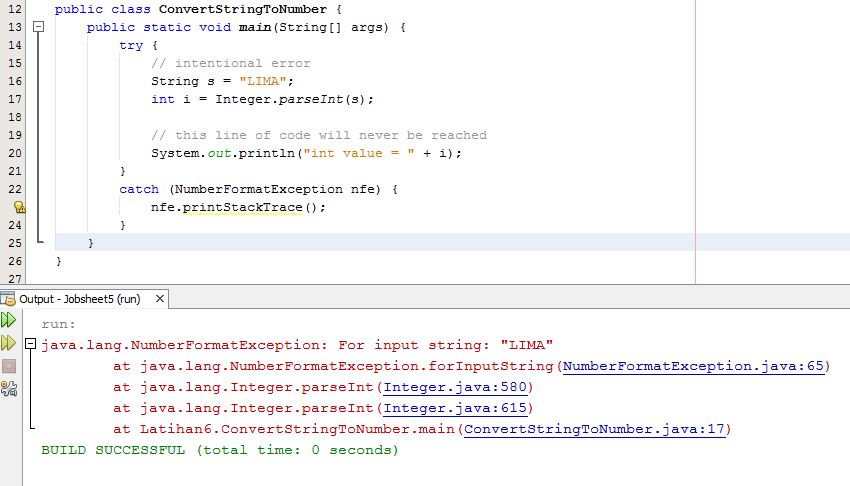 12 public class ConvertStringToNumber {
13 public static void main(String[] args) {
14 try {
15 // intentional error
16 String s = "LIMA";
17 int i = Integer.parseInt(s);
18
19 // this line of code will never be reached
20 System.out.println("int value = " + i);
21 }
22 catch (NumberFormatException nfe) {
nfe.printStackTrace();
24 }
25 }
26 }
27
Output - Jobsheet5 (run) ×
run:
java.lang.NumberFormatException: For input string: "LIMA"
at java.lang.NumberFormatException.forInputString(NumberFormatException.java:65)
at java.lang.Integer.parseInt(Integer.java:580)
at java.lang.Integer.parseInt(Integer.java:615)
at Latihan6.ConvertStringToNumber.main(ConvertStringToNumber.java:17)
BUILD SUCCESSFUL (total time: 0 seconds)